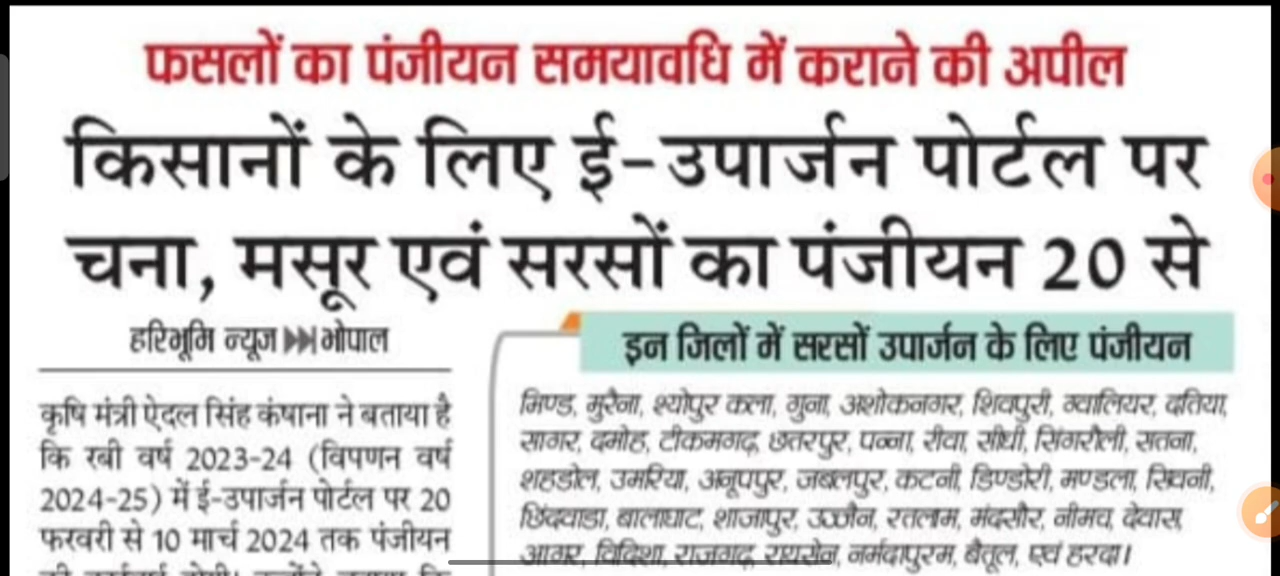 फसलों का पंजीयन समयावधि में कराने की अपील
किसानों के लिए ई-उपार्जन पोर्टल पर
चना, मसूर एवं सरसों का पंजीयन 20 से
हरिभूमि न्यूज भोपाल
कृषि मंत्री ऐदल सिंह कंषाना ने बताया है
कि रबी वर्ष 2023-24 (विपणन वर्ष
2024-25) में ई-उपार्जन पोर्टल पर 20
फरवरी से 10 मार्च 2024 तक पंजीयन
इन जिलों में सरसों उपार्जन के लिए पंजीयन
भिण्ड, मुरैना, श्योपुर कला, गुना, अशोकनगर, शिवपुरी, ग्वालियर, दतिया,
सागर, दमोह, टीकमगढ़, छतरपुर, पन्ना, रीवा, सीधी, सिंगरौली, सतना,
शहडोल, उमरिया, अनूपपुर, जबलपुर, कटनी, डिण्डोरी, मण्डला, सिवनी,
छिंदवाडा, बालाघाट, शाजापुर, उज्जैन, रतलाम, मंदसौर, नीमच, देवास,
आगर, विदिशा, राजगढ़, रायसेन, नर्मदापुरम, बैतूल, एवं हरदा।